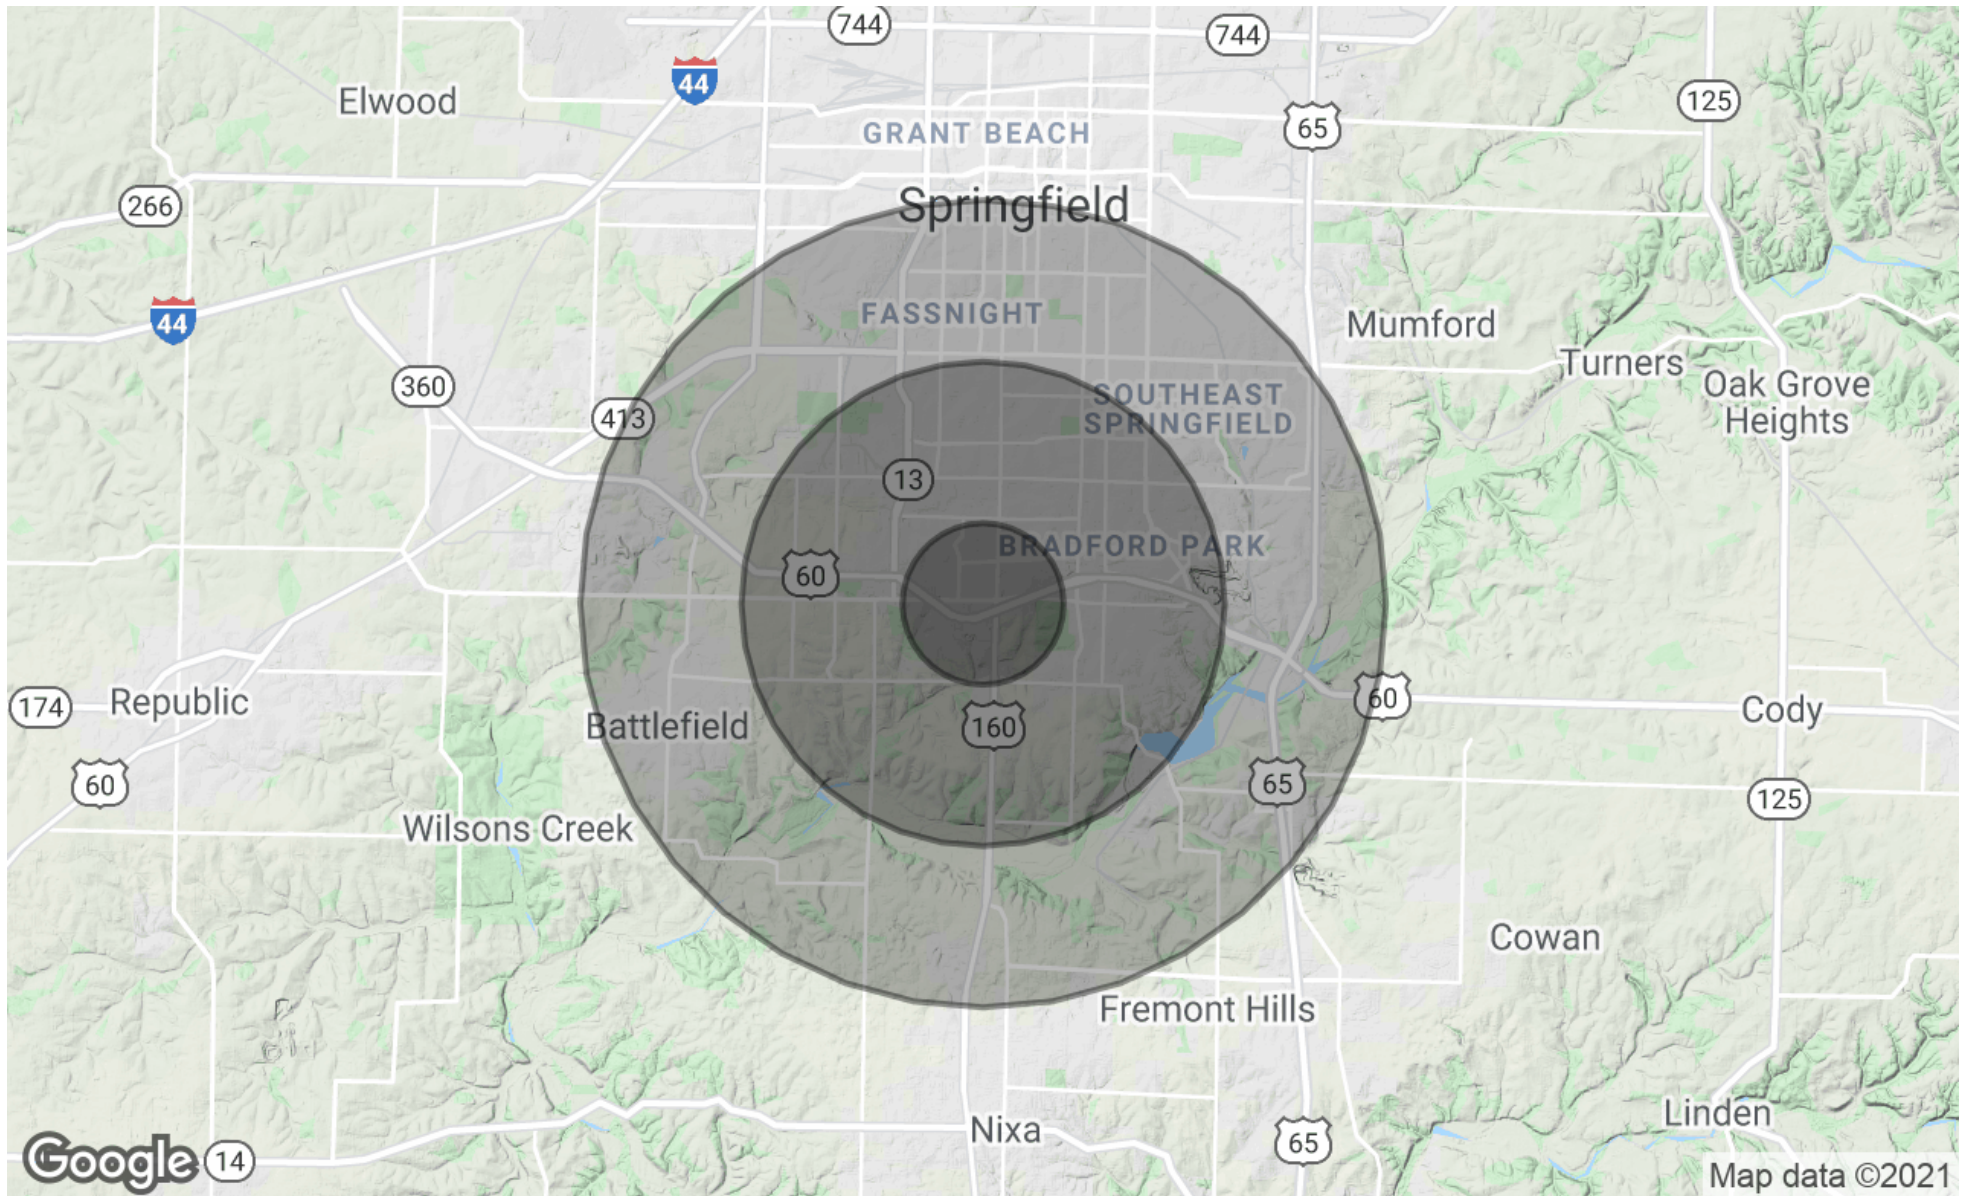 744
744
44
Elwood
125
65
GRANT BEACH
266
Springfield
FASSNIGHT
44
Mumford
Turners
360
Oak Grove
Heights
SOUTHEAST
SPRINGFIELD
413
13
BRADFORD PARK
60
Republic
174
60
Cody
Battlefield
160
60
65
125
Wilsons Creek
Cowan
Fremont Hills
Linden
Nixa
65
Google
14
Map data ©2021